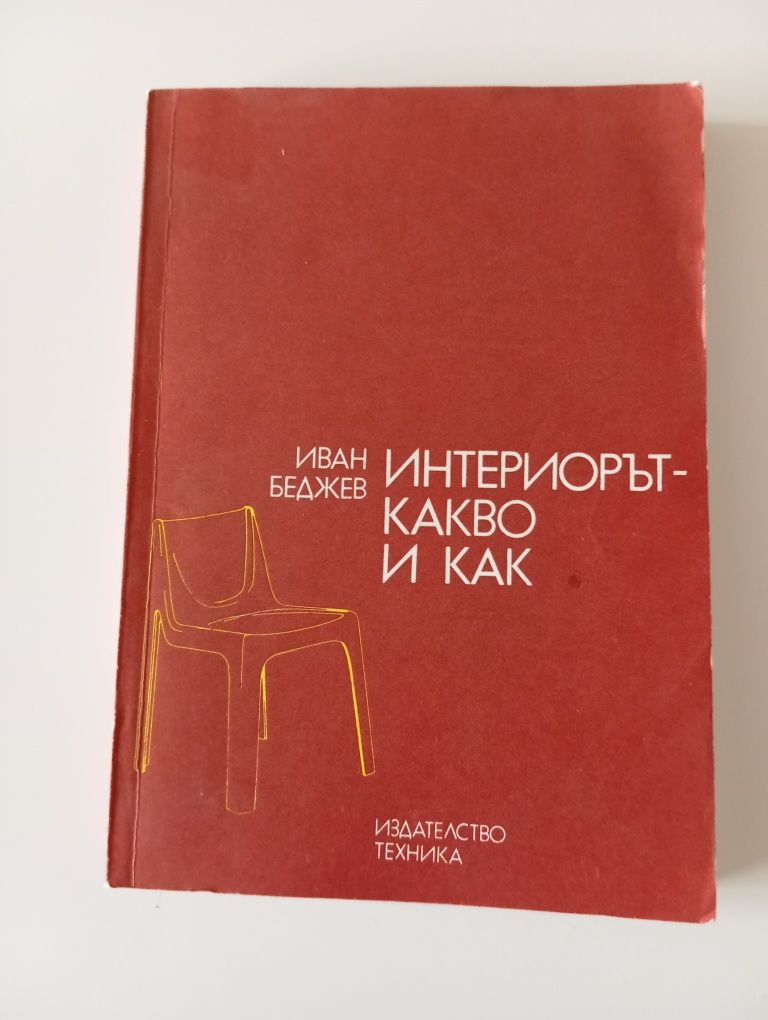 ИВАН
БЕДЖЕВ
ИНТЕРИОРЪТ-
КАКВО
И КАК
ИЗДАТЕЛСТВО
ТЕХНИКА